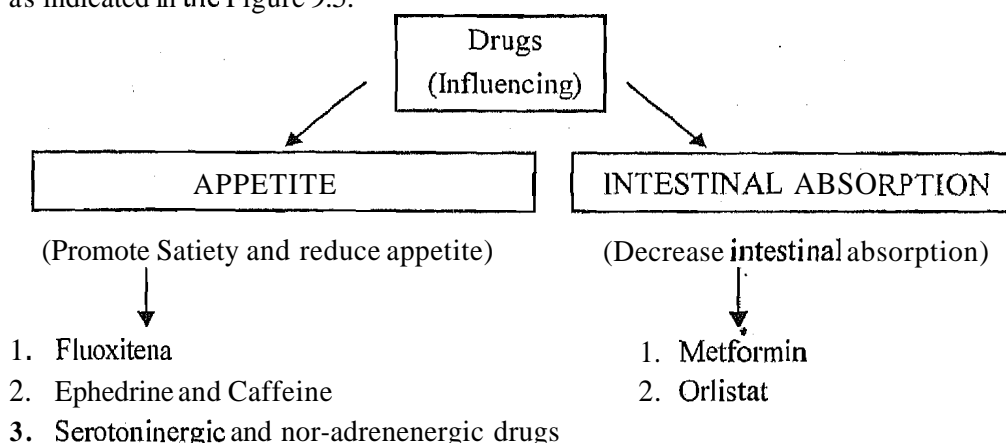 as indicated in the Figure 9.3.
Drugs
(Influencing)
APPETITE
INTESTINAL ABSORPTION
(Promote Satiety and reduce appetite)
(Decrease intestinal absorption)
1. Fluoxitena
2. Ephedrine and Caffeine
3. Serotoninergic and nor-adrenenergic drugs
1. Metformin
2. Orlistat